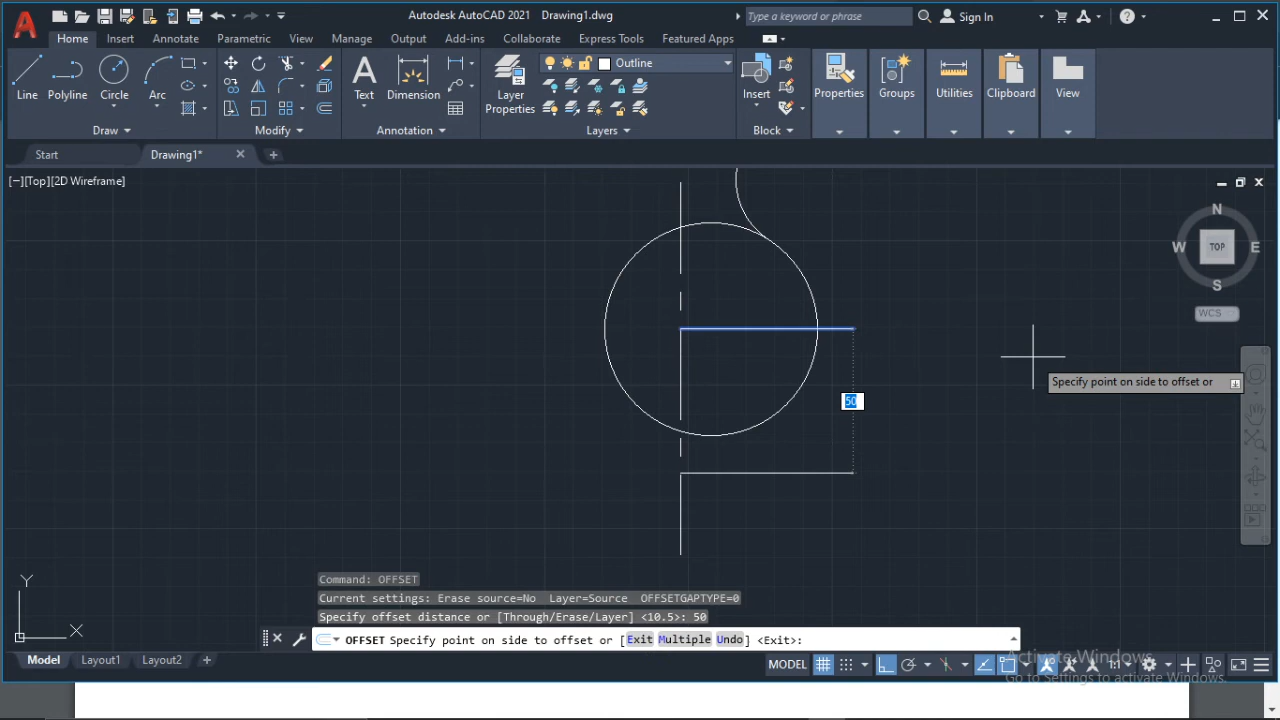 Autodesk AutoCAD 2021 Drawing1.dwg
Type a keyword or phrase
Sign In
Home Insert Annotate Parametric View Manage Output Add-ins Collaborate Express Tools Featured Apps
Outline
Line Polyline Circle Arc Text Dimension Layer Properties Insert Properties Groups Utilities Clipboard View
Draw Modify Annotation Layers Block
Start Drawing1*
[−][Top][2D Wireframe]
N
W TOP E
S
WCS
Specify point on side to offset or
50
Command: OFFSET
Current settings: Erase source=No Layer=Source OFFSETGAPTYPE=0
Specify offset distance or [Through/Erase/Layer] <10.5>: 50
OFFSET Specify point on side to offset or [Exit Multiple Undo] <Exit>:
Y
X
Model Layout1 Layout2
MODEL 1:1
Activate Windows
Go to Settings to activate Windows.